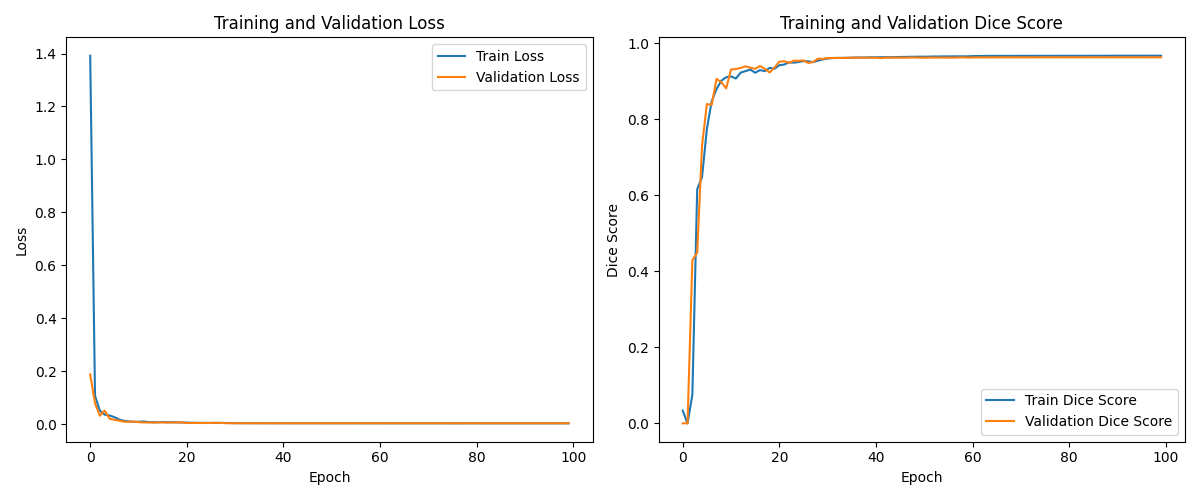 Training and Validation Loss
Train Loss
Validation Loss
1.4
1.2
1.0
0.8
0.6
0.4
0.2
0.0
Loss
0
20
40
60
80
100
Epoch
Training and Validation Dice Score
1.0
0.8
0.6
0.4
0.2
0.0
Dice Score
Train Dice Score
Validation Dice Score
0
20
40
60
80
100
Epoch